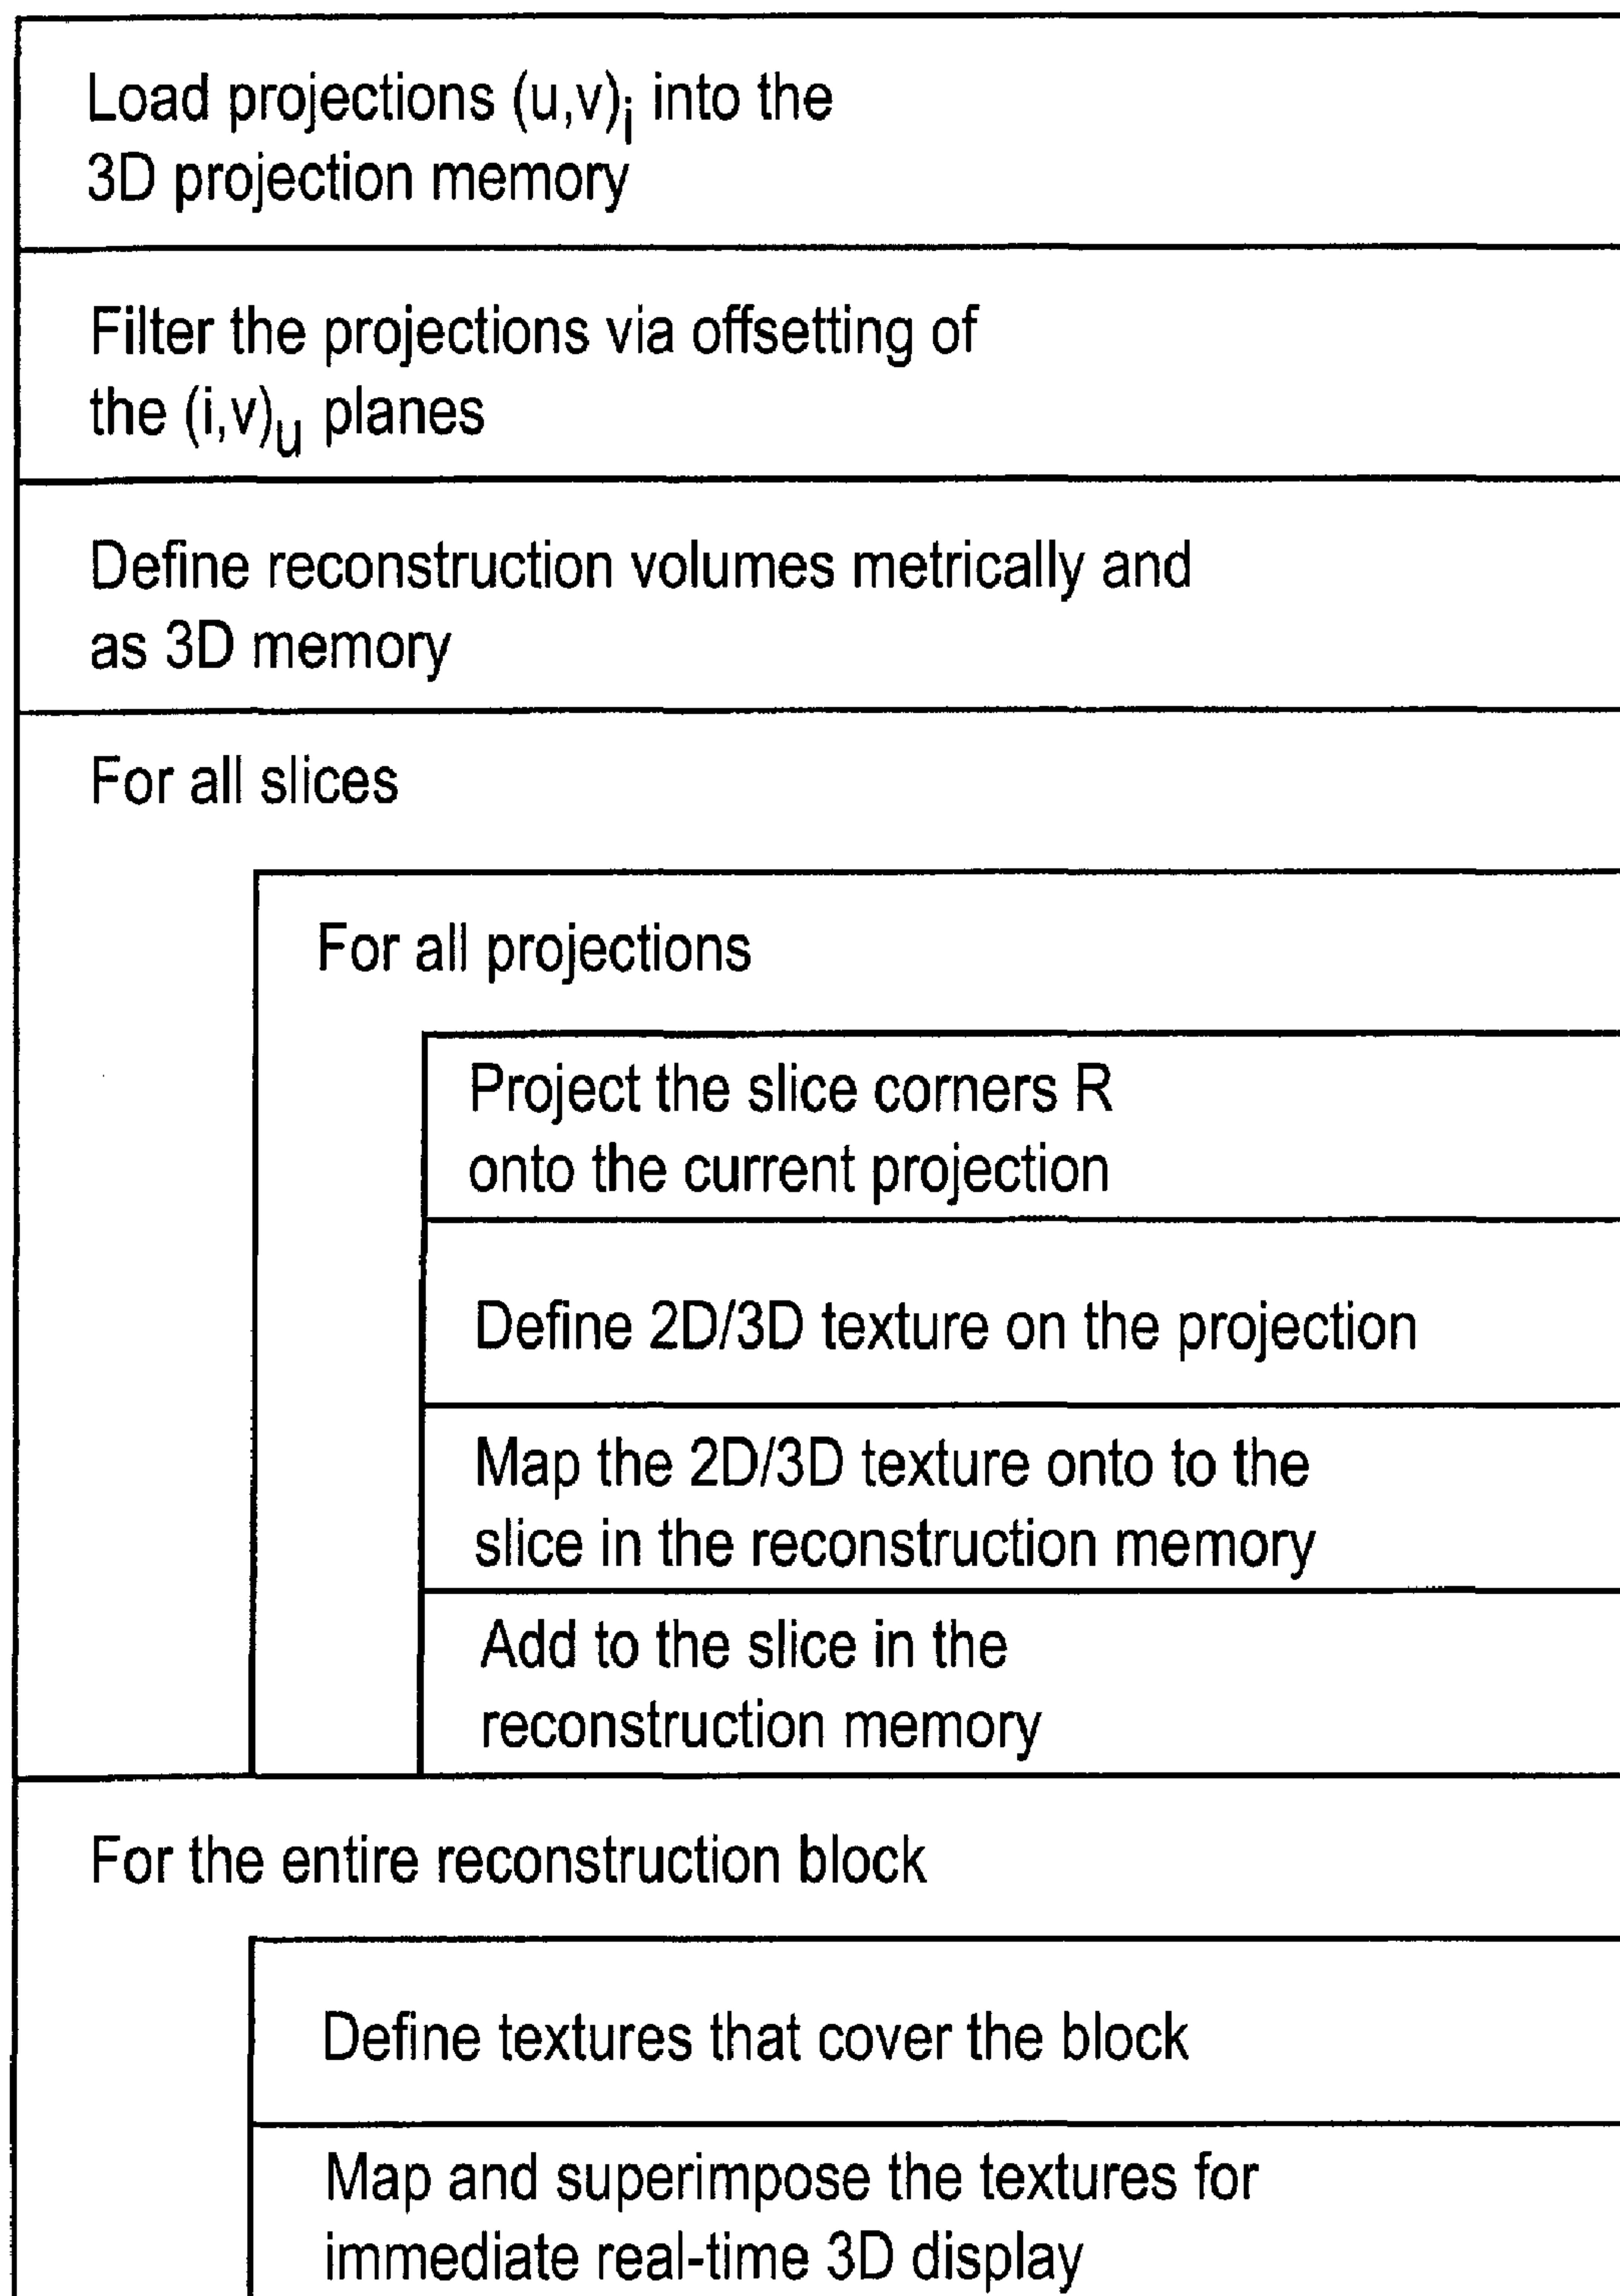 Load projections (u,v)i into the
3D projection memory
Filter the projections via offsetting of
the (i,v)u planes
Define reconstruction volumes metrically and
as 3D memory
For all slices
For all projections
Project the slice corners R
onto the current projection
Define 2D/3D texture on the projection
Map the 2D/3D texture onto to the
slice in the reconstruction memory
Add to the slice in the
reconstruction memory
For the entire reconstruction block
Define textures that cover the block
Map and superimpose the textures for
immediate real-time 3D display